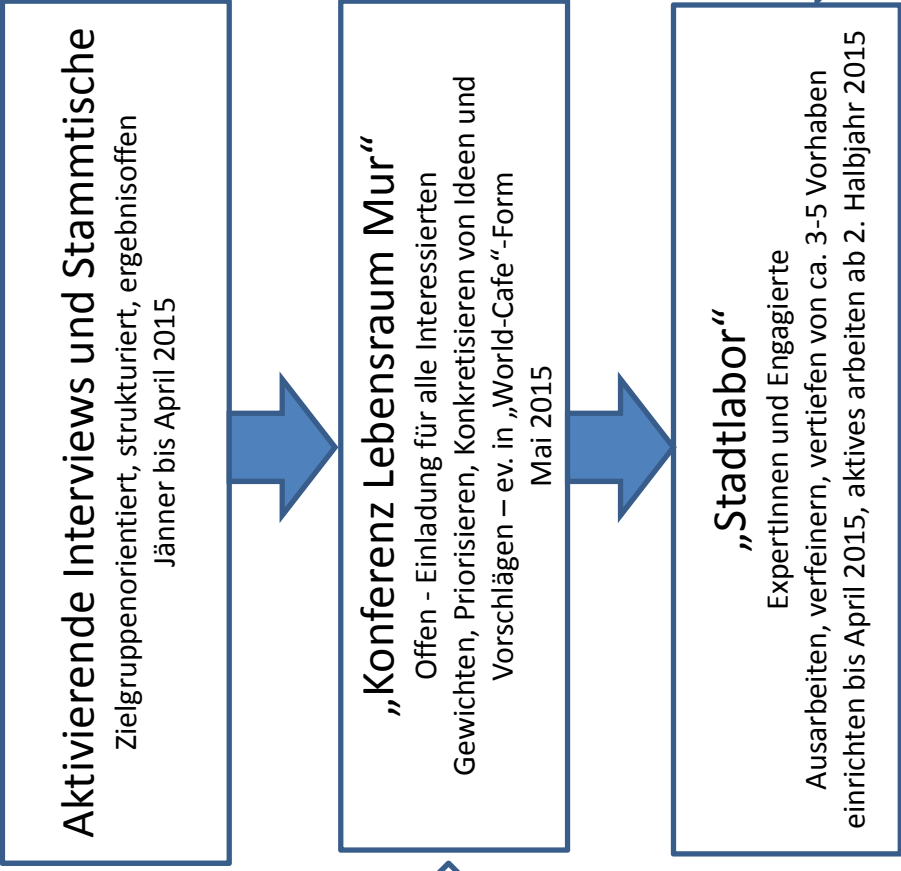 Aktivierende Interviews und Stammtische
Zielgruppenorientiert, strukturiert, ergebnisoffen
Jänner bis April 2015
„Konferenz Lebensraum Mur“
Offen - Einladung für alle Interessierten
Gewichten, Priorisieren, Konkretisieren von Ideen und
Vorschlägen – ev. in „World-Cafe“-Form
Mai 2015
„Stadtlabor“
ExpertInnen und Engagierte
Ausarbeiten, verfeinern, vertiefen von ca. 3-5 Vorhaben
einrichten bis April 2015, aktives arbeiten ab 2. Halbjahr 2015